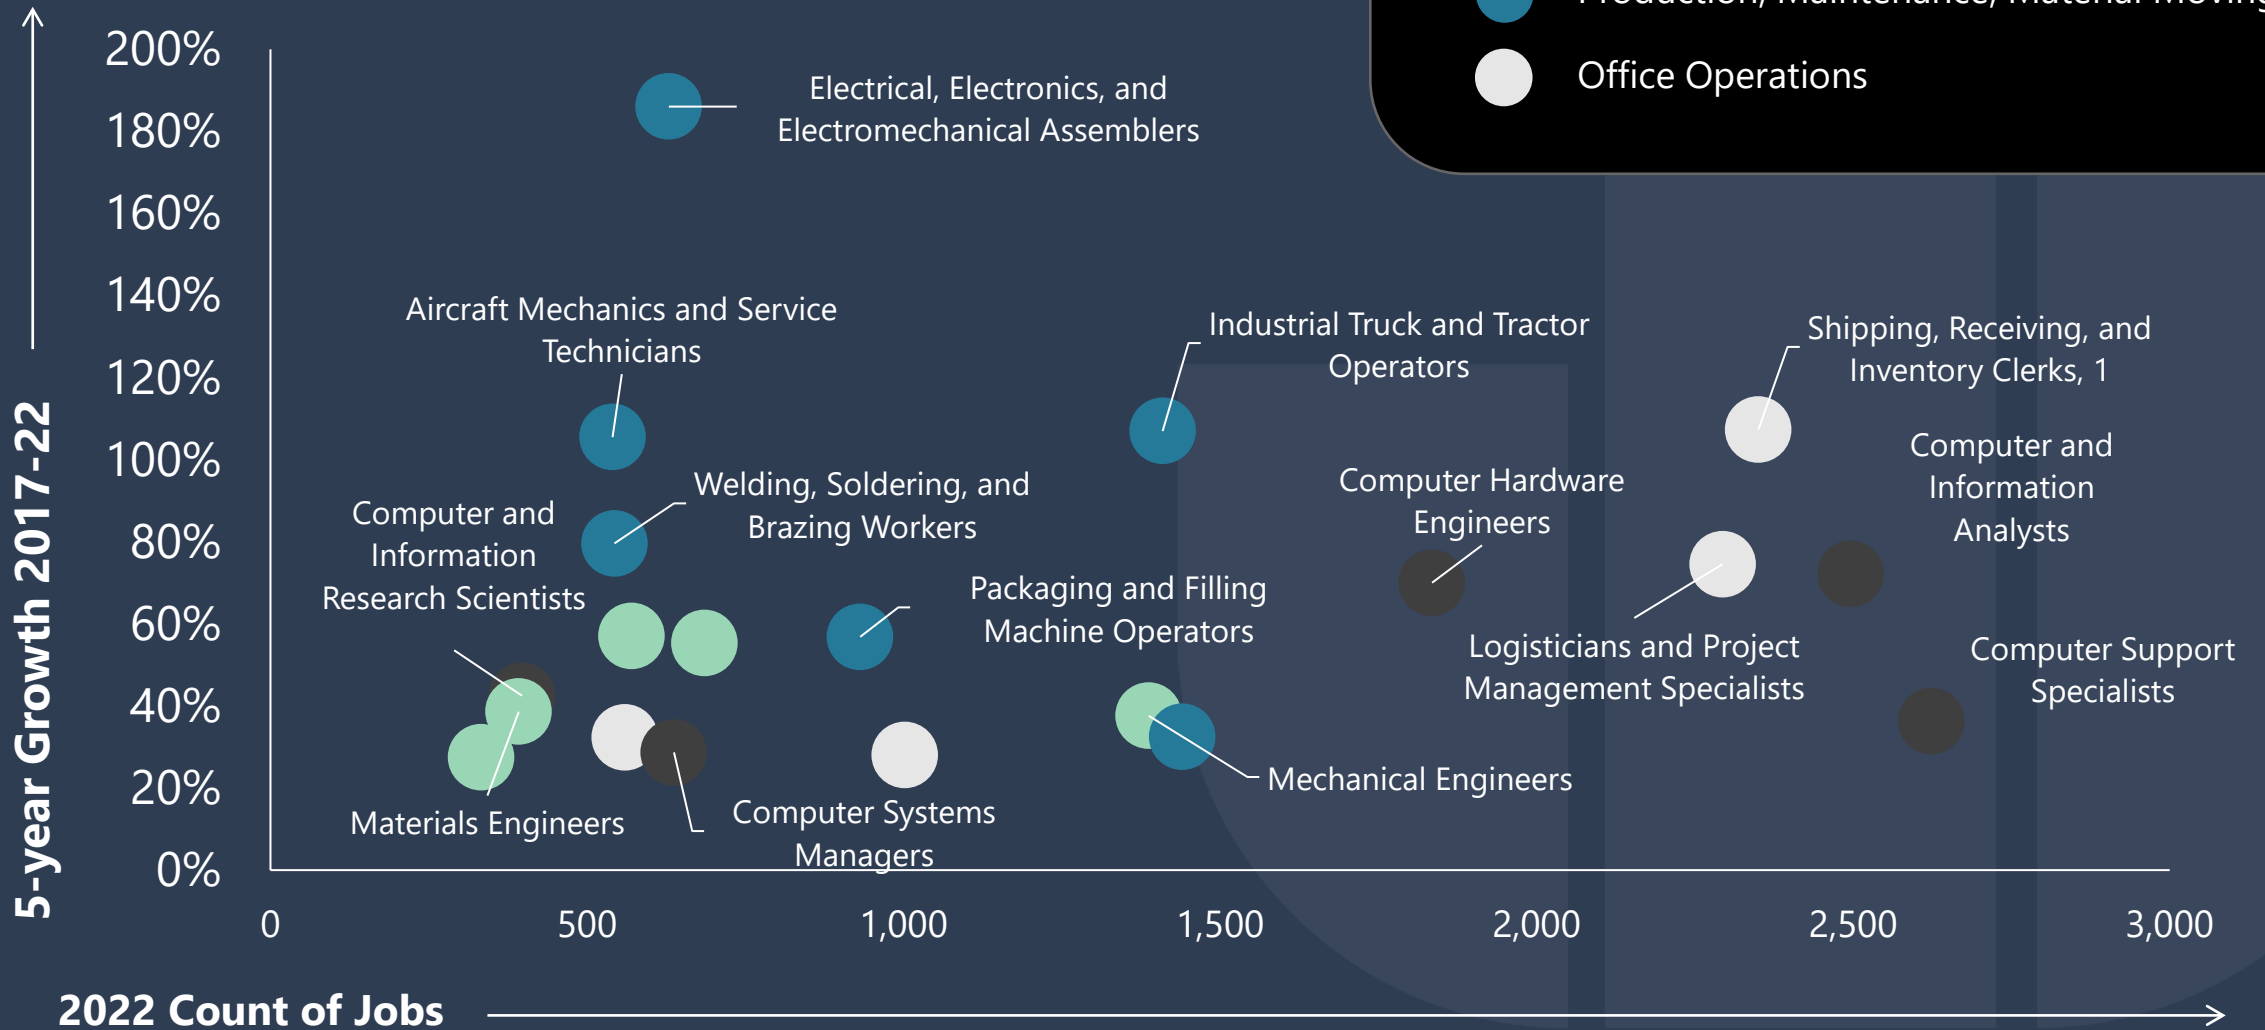 Production, Maintenance, Material Moving
Office Operations
200%
180%
160%
140%
120%
100%
80%
60%
40%
20%
0%
5-year Growth 2017-22
Electrical, Electronics, and
Electromechanical Assemblers
Aircraft Mechanics and Service
Technicians
Industrial Truck and Tractor
Operators
Shipping, Receiving, and
Inventory Clerks, 1
Computer and
Information
Analysts
Welding, Soldering, and
Brazing Workers
Computer Hardware
Engineers
Computer and
Information
Research Scientists
Packaging and Filling
Machine Operators
Logisticians and Project
Management Specialists
Computer Support
Specialists
Mechanical Engineers
Materials Engineers
Computer Systems
Managers
0
500
1,000
1,500
2,000
2,500
3,000
2022 Count of Jobs